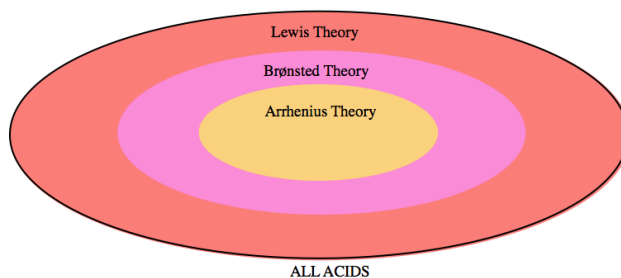 Lewis Theory
Brønsted Theory
Arrhenius Theory
ALL ACIDS